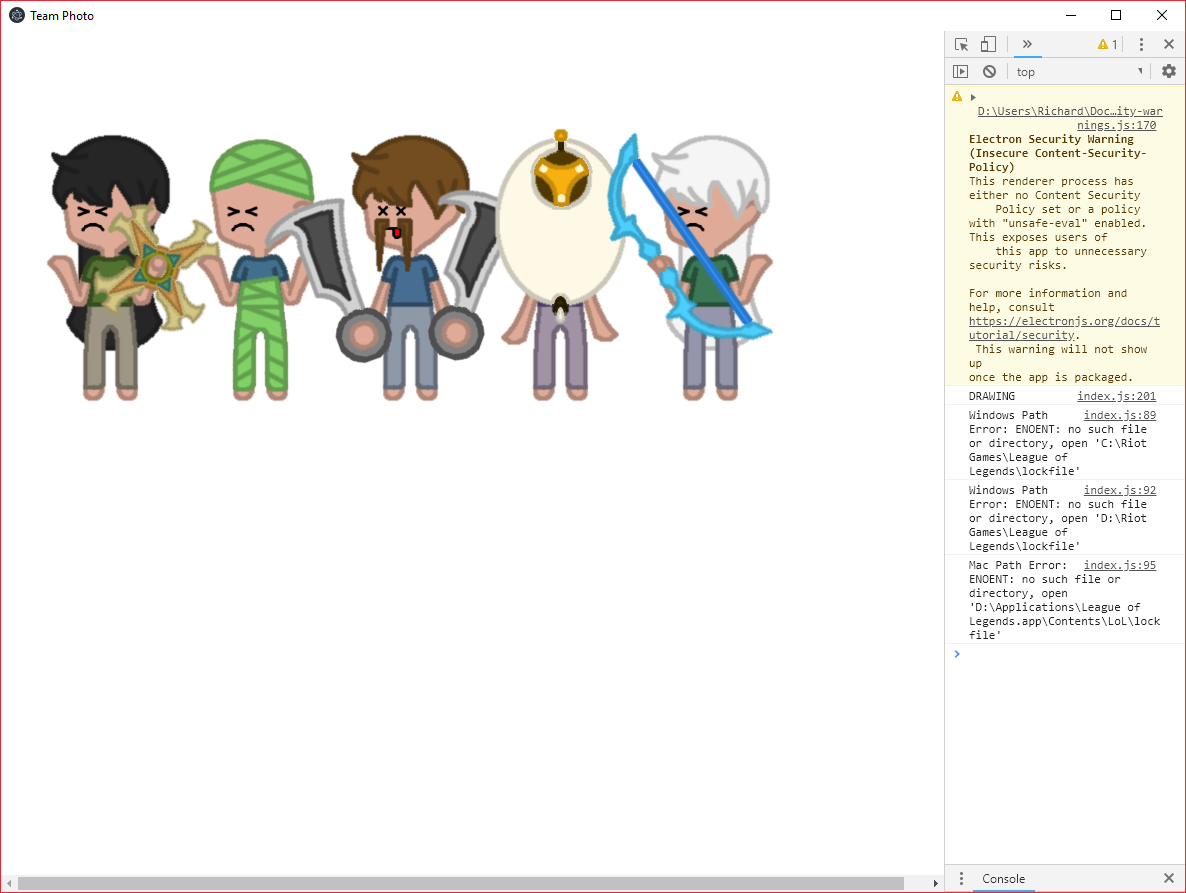 Team Photo
1
top
D:\Users\Richard\Doc…ity-war
nings.js:170
Electron Security Warning
(Insecure Content-Security-
Policy)
This renderer process has
either no Content Security
Policy set or a policy
with "unsafe-eval" enabled.
This exposes users of
this app to unnecessary
security risks.
For more information and
help, consult
https://electronjs.org/docs/t
utorial/security.
This warning will not show
up
once the app is packaged.
DRAWING index.js:201
Windows Path index.js:89
Error: ENOENT: no such file
or directory, open 'C:\Riot
Games\League of
Legends\lockfile'
Windows Path index.js:92
Error: ENOENT: no such file
or directory, open 'D:\Riot
Games\League of
Legends\lockfile'
Mac Path Error: index.js:95
ENOENT: no such file or
directory, open
'D:\Applications\League of
Legends.app\Contents\LoL\lock
file'
Console